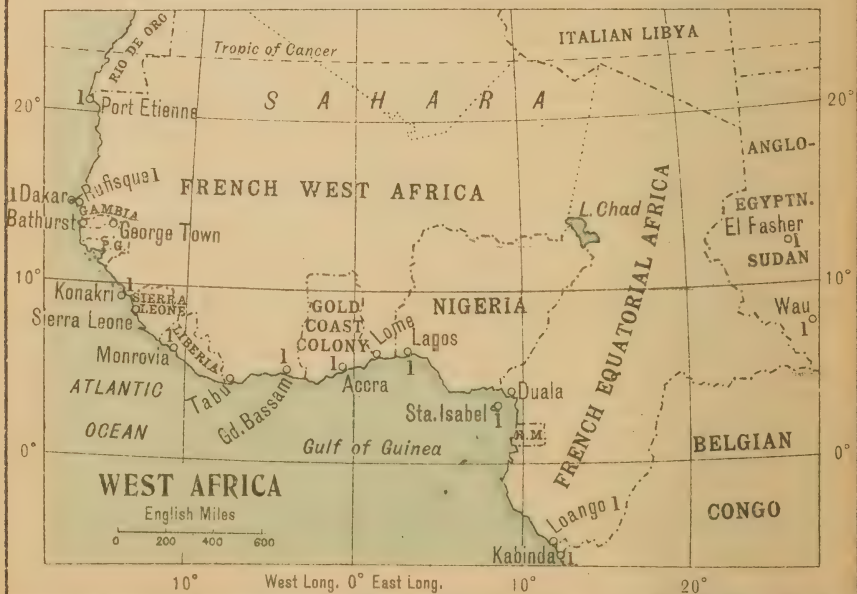 RIO DE ORO
Tropic of Cancer
ITALIAN LIBYA
20°
1
Port Etienne
S A H A R A
20°
ANGLO-
EGYPTN.
SUDAN
1 Dakar
Rufisque 1
FRENCH WEST AFRICA
L. Chad
El Fasher
1
Bathurst
GAMBIA
George Town
P.G.
10°
Konakri
1
SIERRA
LEONE
Sierra Leone
GOLD
COAST
COLONY
NIGERIA
FRENCH EQUATORIAL AFRICA
10°
Wau
1
LIBERIA
1
Monrovia
Tabu
1
Gd. Bassam
1
Accra
Lome
Lagos
1
Duala
Sta. Isabel
1
R.M.
ATLANTIC
OCEAN
Gulf of Guinea
0°
BELGIAN
CONGO
0°
WEST AFRICA
English Miles
0 200 400 600
Loango 1
Kabinda
1
10° West Long. 0° East Long. 10° 20°